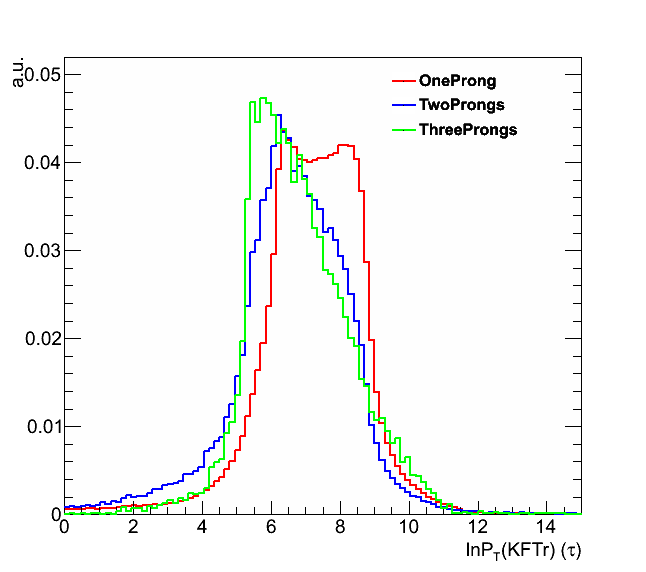 a.u.
0.05
0.04
0.03
0.02
0.01
0
OneProng
TwoProngs
ThreeProngs
0 2 4 6 8 10 12 14
lnP_T(KFTr) (τ)